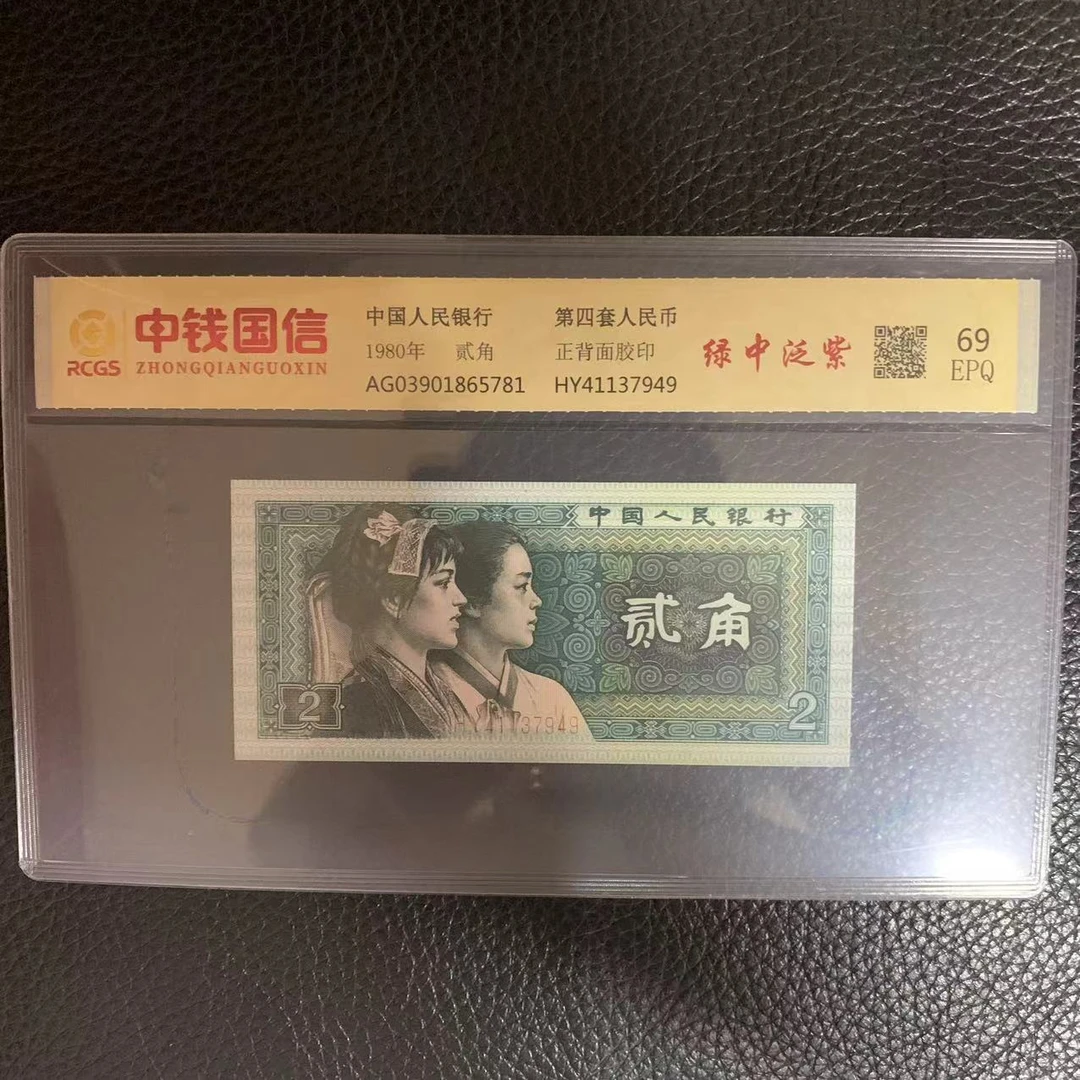 RCGS
中钱国信
ZHONGQIANGUOXIN
中国人民银行 第四套人民币
1980年 贰角 正背面胶印
AG03901865781 HY41137949
绿中泛紫
69
EPQ
中国人民银行
贰角
2
2
HY41137949